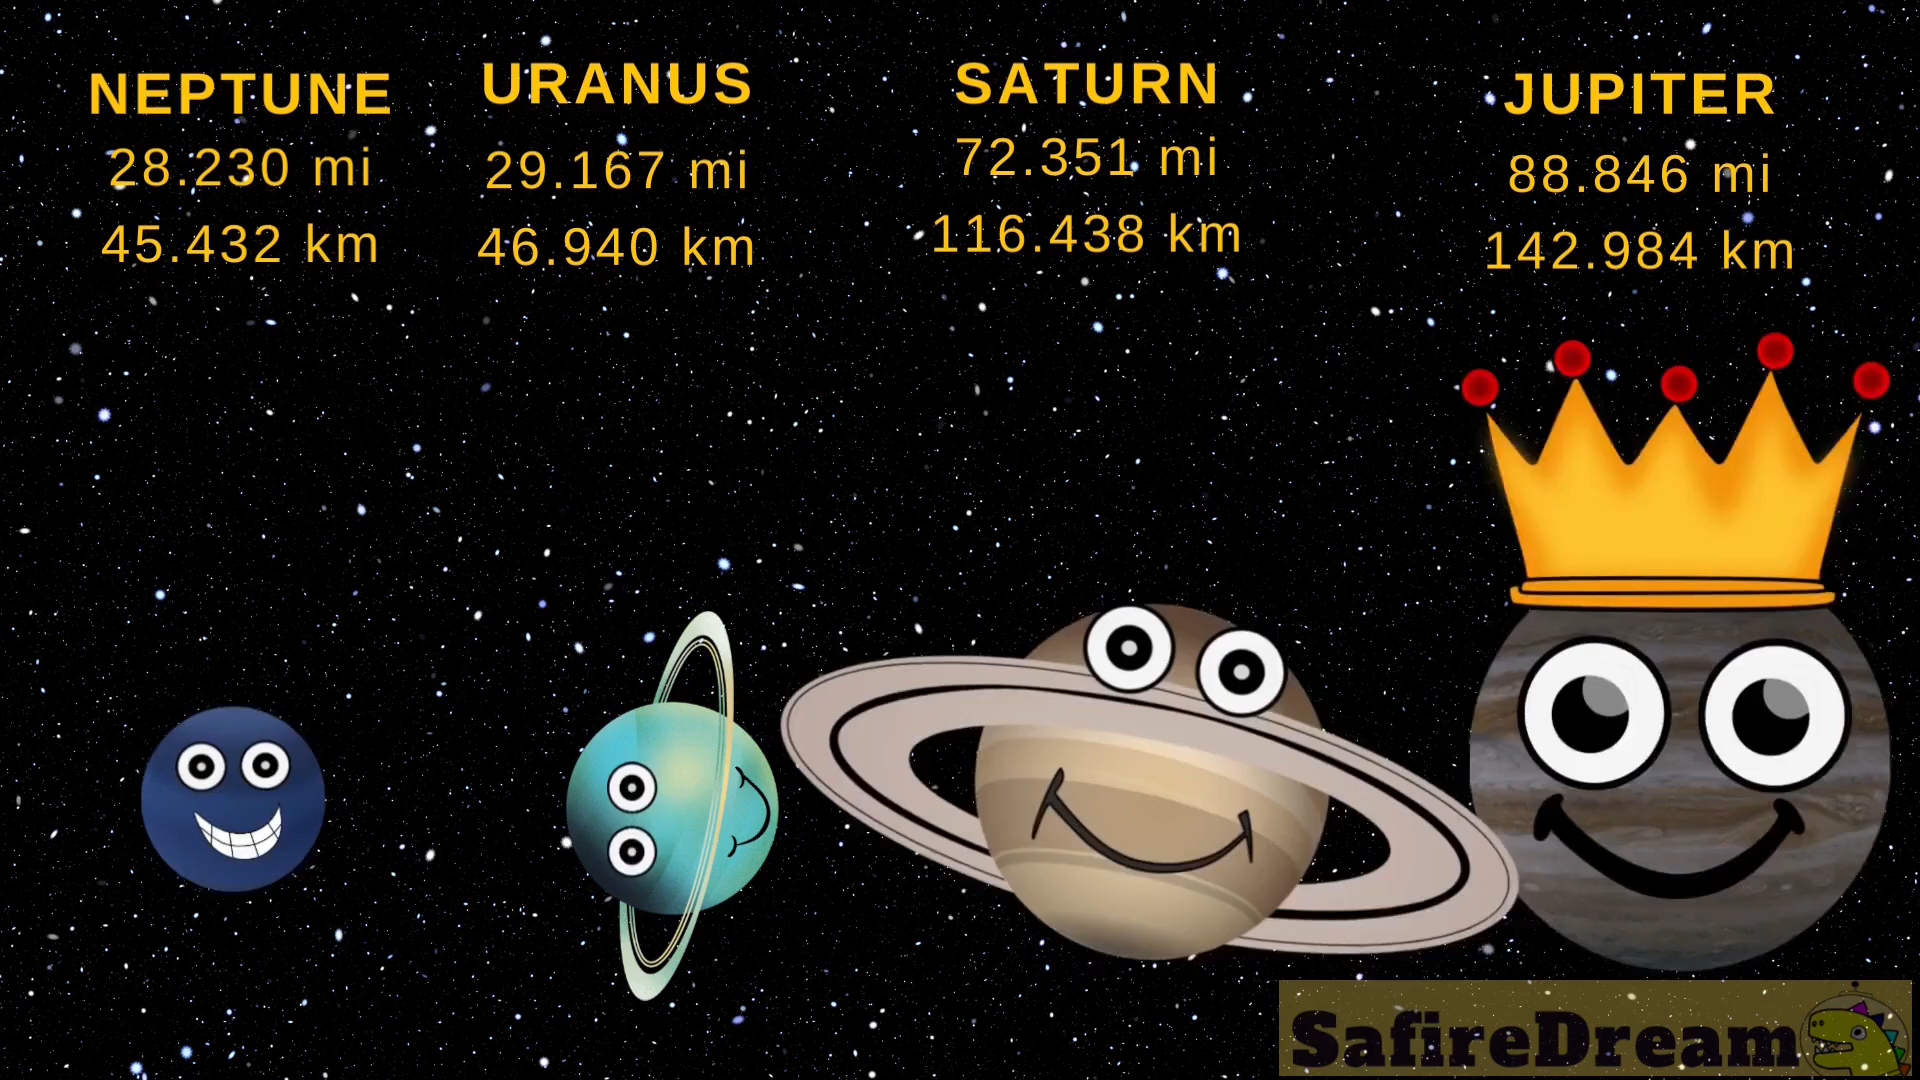 NEPTUNE
28.230 mi
45.432 km
URANUS
29.167 mi
46.940 km
SATURN
72.351 mi
116.438 km
JUPITER
88.846 mi
142.984 km
SafireDream